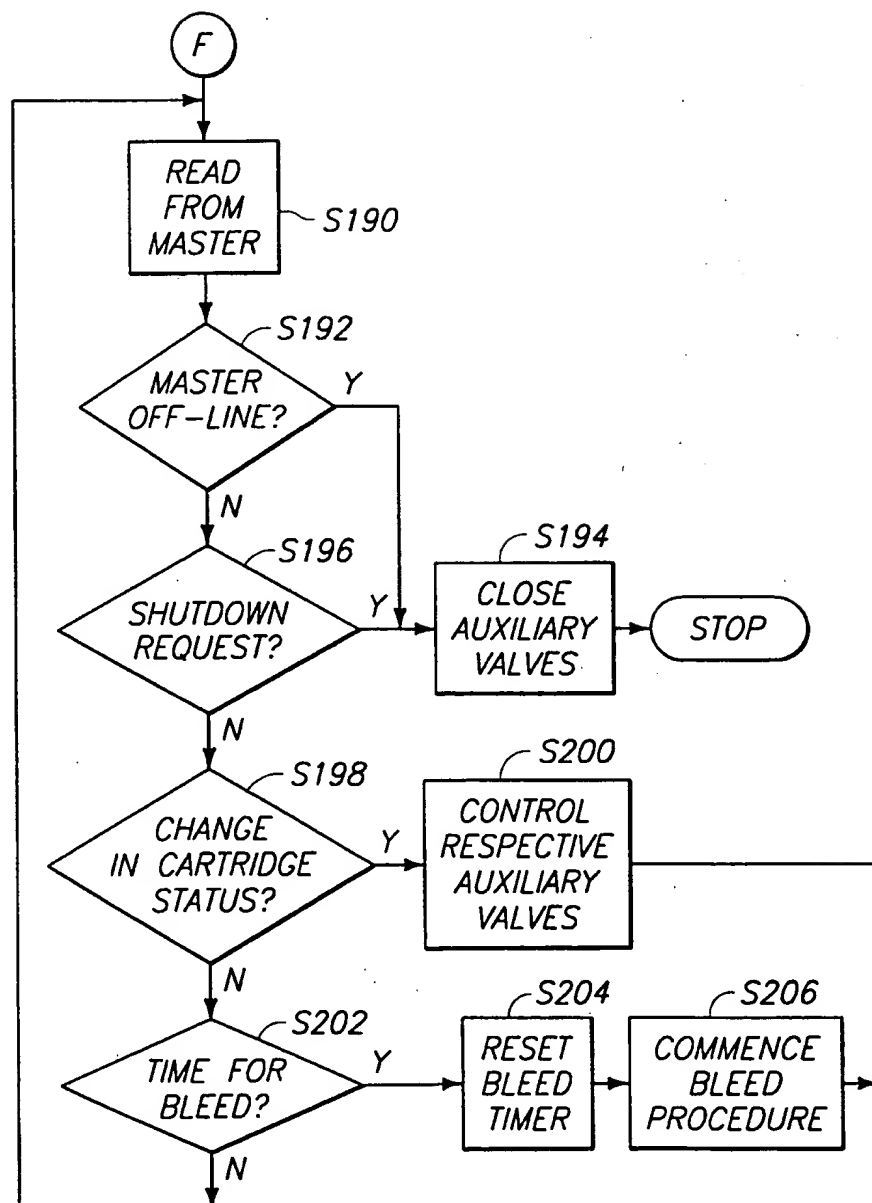 F
READ
FROM
MASTER
S190
S192
MASTER
OFF-LINE?
Y
N
S196
SHUTDOWN
REQUEST?
Y
S194
CLOSE
AUXILIARY
VALVES
STOP
N
S198
CHANGE
IN CARTRIDGE
STATUS?
Y
S200
CONTROL
RESPECTIVE
AUXILIARY
VALVES
N
S202
TIME FOR
BLEED?
Y
S204
RESET
BLEED
TIMER
S206
COMMENCE
BLEED
PROCEDURE
N